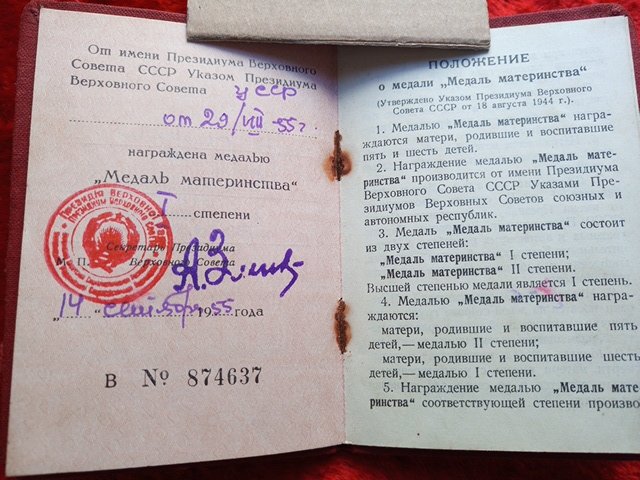 От имени Президиума Верховного
Совета СССР Указом Президиума
Верховного Совета УССР
от 29/VIII 55 г.
награждена медалью
„Медаль материнства“
I степени
Секретарь Президиума
М. П. Верховного Совета
„14“ сентября 1955 года
В № 874637
ПОЛОЖЕНИЕ
о медали „Медаль материнства“
(Утверждено Указом Президиума Верховного
Совета СССР от 18 августа 1944 г.).
1. Медалью „Медаль материнства“ награ-
ждаются матери, родившие и воспитавшие
пять и шесть детей.
2. Награждение медалью „Медаль мате-
ринства“ производится от имени Президиума
Верховного Совета СССР Указами Пре-
зидиумов Верховных Советов союзных и
автономных республик.
3. Медаль „Медаль материнства“ состоит
из двух степеней:
„Медаль материнства“ I степени;
„Медаль материнства“ II степени.
Высшей степенью медали является I степень.
4. Медалью „Медаль материнства“ награ-
ждаются:
матери, родившие и воспитавшие пять
детей,—медалью II степени;
матери, родившие и воспитавшие шесть
детей,—медалью I степени.
5. Награждение медалью „Медаль мате-
ринства“ соответствующей степени произво